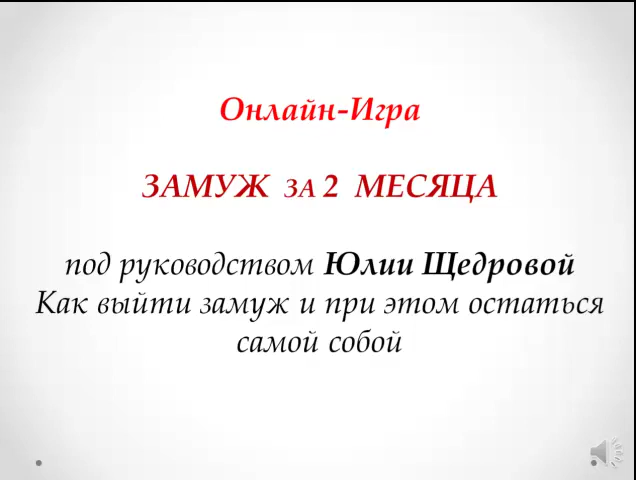 Онлайн-Игра
ЗАМУЖ ЗА 2 МЕСЯЦА
под руководством Юлии Щедровой
Как выйти замуж и при этом остаться
самой собой